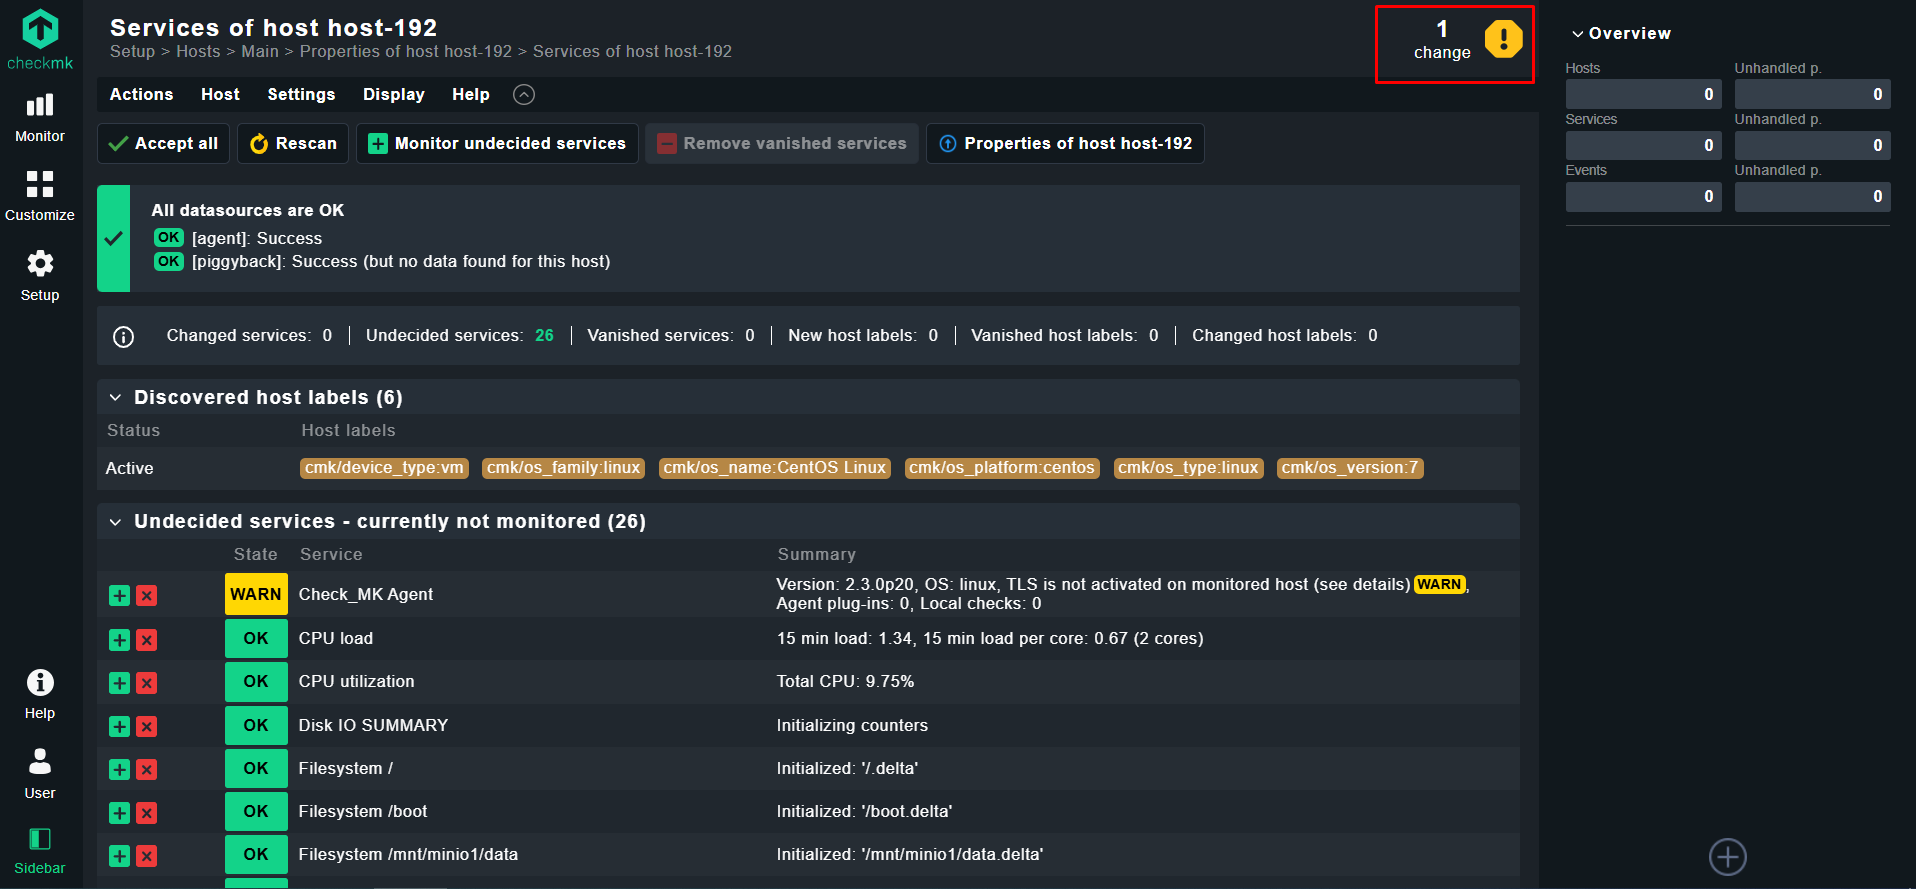 checkmk
Monitor
Customize
Setup
Help
User
Sidebar
Services of host host-192
Setup > Hosts > Main > Properties of host host-192 > Services of host host-192
1
change
Actions Host Settings Display Help
Accept all Rescan Monitor undecided services Remove vanished services Properties of host host-192
All datasources are OK
OK [agent]: Success
OK [piggyback]: Success (but no data found for this host)
Changed services: 0 Undecided services: 26 Vanished services: 0 New host labels: 0 Vanished host labels: 0 Changed host labels: 0
Discovered host labels (6)
Status Host labels
Active cmk/device_type:vm cmk/os_family:linux cmk/os_name:CentOS Linux cmk/os_platform:centos cmk/os_type:linux cmk/os_version:7
Undecided services - currently not monitored (26)
State Service Summary
WARN Check_MK Agent Version: 2.3.0p20, OS: linux, TLS is not activated on monitored host (see details) WARN,
Agent plug-ins: 0, Local checks: 0
OK CPU load 15 min load: 1.34, 15 min load per core: 0.67 (2 cores)
OK CPU utilization Total CPU: 9.75%
OK Disk IO SUMMARY Initializing counters
OK Filesystem / Initialized: '/.delta'
OK Filesystem /boot Initialized: '/boot.delta'
OK Filesystem /mnt/minio1/data Initialized: '/mnt/minio1/data.delta'
Overview
Hosts Unhandled p.
0 0
Services Unhandled p.
0 0
Events Unhandled p.
0 0